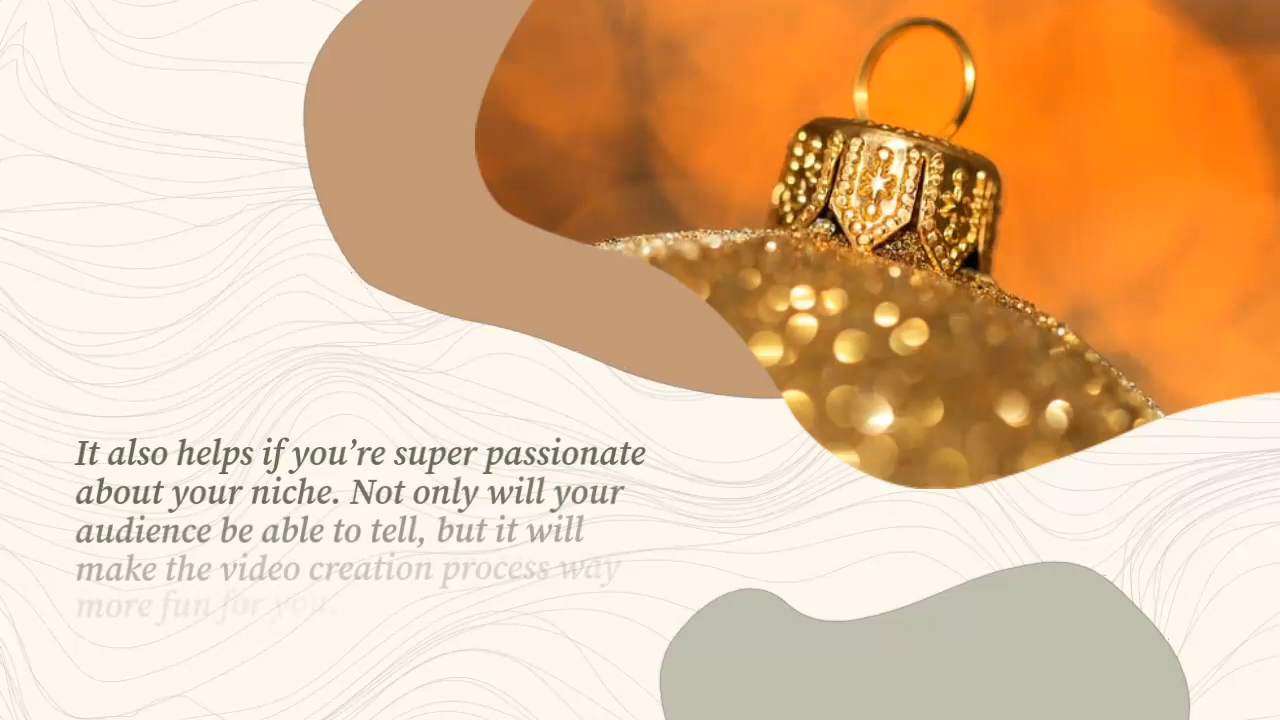 It also helps if you’re super passionate
about your niche. Not only will your
audience be able to tell, but it will
make the video creation process way
more fun for you.